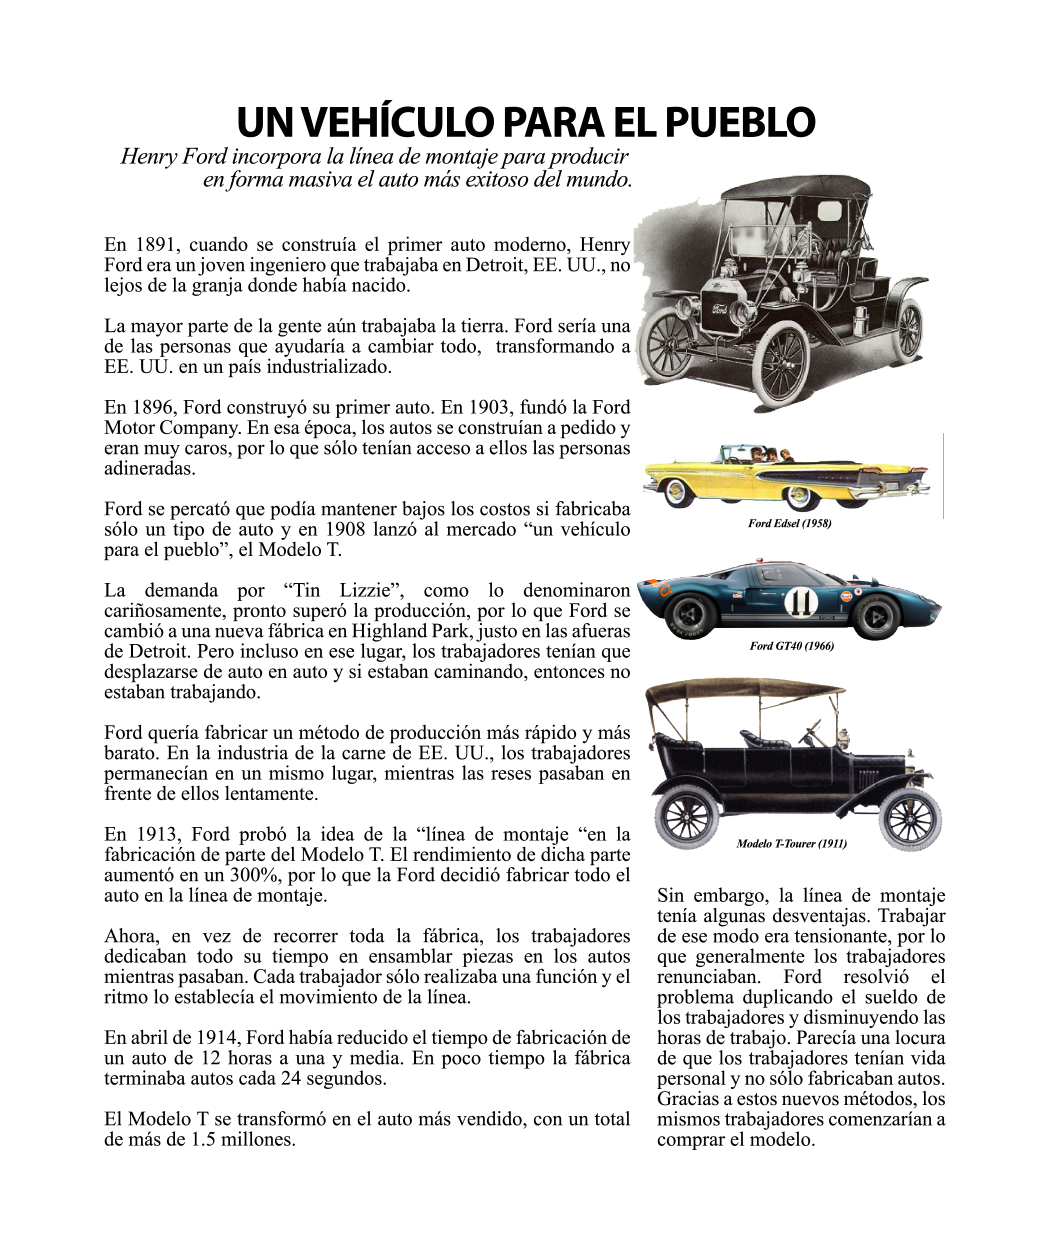 UN VEHÍCULO PARA EL PUEBLO
Henry Ford incorpora la línea de montaje para producir
en forma masiva el auto más exitoso del mundo.
En 1891, cuando se construía el primer auto moderno, Henry
Ford era un joven ingeniero que trabajaba en Detroit, EE. UU., no
lejos de la granja donde había nacido.
La mayor parte de la gente aún trabajaba la tierra. Ford sería una
de las personas que ayudaría a cambiar todo, transformando a
EE. UU. en un país industrializado.
En 1896, Ford construyó su primer auto. En 1903, fundó la Ford
Motor Company. En esa época, los autos se construían a pedido y
eran muy caros, por lo que sólo tenían acceso a ellos las personas
adineradas.
Ford se percató que podía mantener bajos los costos si fabricaba
sólo un tipo de auto y en 1908 lanzó al mercado “un vehículo
para el pueblo”, el Modelo T.
La demanda por “Tin Lizzie”, como lo denominaron
cariñosamente, pronto superó la producción, por lo que Ford se
cambió a una nueva fábrica en Highland Park, justo en las afueras
de Detroit. Pero incluso en ese lugar, los trabajadores tenían que
desplazarse de auto en auto y si estaban caminando, entonces no
estaban trabajando.
Ford quería fabricar un método de producción más rápido y más
barato. En la industria de la carne de EE. UU., los trabajadores
permanecían en un mismo lugar, mientras las reses pasaban en
frente de ellos lentamente.
En 1913, Ford probó la idea de la “línea de montaje “en la
fabricación de parte del Modelo T. El rendimiento de dicha parte
aumentó en un 300%, por lo que la Ford decidió fabricar todo el
auto en la línea de montaje.
Ahora, en vez de recorrer toda la fábrica, los trabajadores
dedicaban todo su tiempo en ensamblar piezas en los autos
mientras pasaban. Cada trabajador sólo realizaba una función y el
ritmo lo establecía el movimiento de la línea.
En abril de 1914, Ford había reducido el tiempo de fabricación de
un auto de 12 horas a una y media. En poco tiempo la fábrica
terminaba autos cada 24 segundos.
El Modelo T se transformó en el auto más vendido, con un total
de más de 1.5 millones.
Ford
Ford Edsel (1958)
11
Ford GT40 (1966)
Modelo T-Tourer (1911)
Sin embargo, la línea de montaje
tenía algunas desventajas. Trabajar
de ese modo era tensionante, por lo
que generalmente los trabajadores
renunciaban. Ford resolvió el
problema duplicando el sueldo de
los trabajadores y disminuyendo las
horas de trabajo. Parecía una locura
de que los trabajadores tenían vida
personal y no sólo fabricaban autos.
Gracias a estos nuevos métodos, los
mismos trabajadores comenzarían a
comprar el modelo.